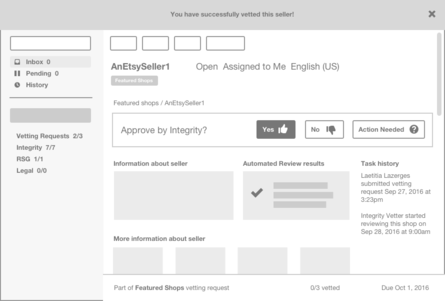 You have successfully vetted this seller!
Inbox 0
Pending 0
History
Vetting Requests 2/3
Integrity 7/7
RSG 1/1
Legal 0/0
AnEtsySeller1 Open Assigned to Me English (US)
Featured Shops
Featured shops / AnEtsySeller1
Approve by Integrity?
Yes
No
Action Needed
Information about seller
Automated Review results
Task history
Laetitia Lazerges
submitted vetting
request Sep 27, 2016 at
3:23pm
Integrity Vetter started
reviewing this shop on
Sep 28, 2016 at 9:00am
More information about seller
Part of Featured Shops vetting request
0/3 vetted
Due Oct 1, 2016